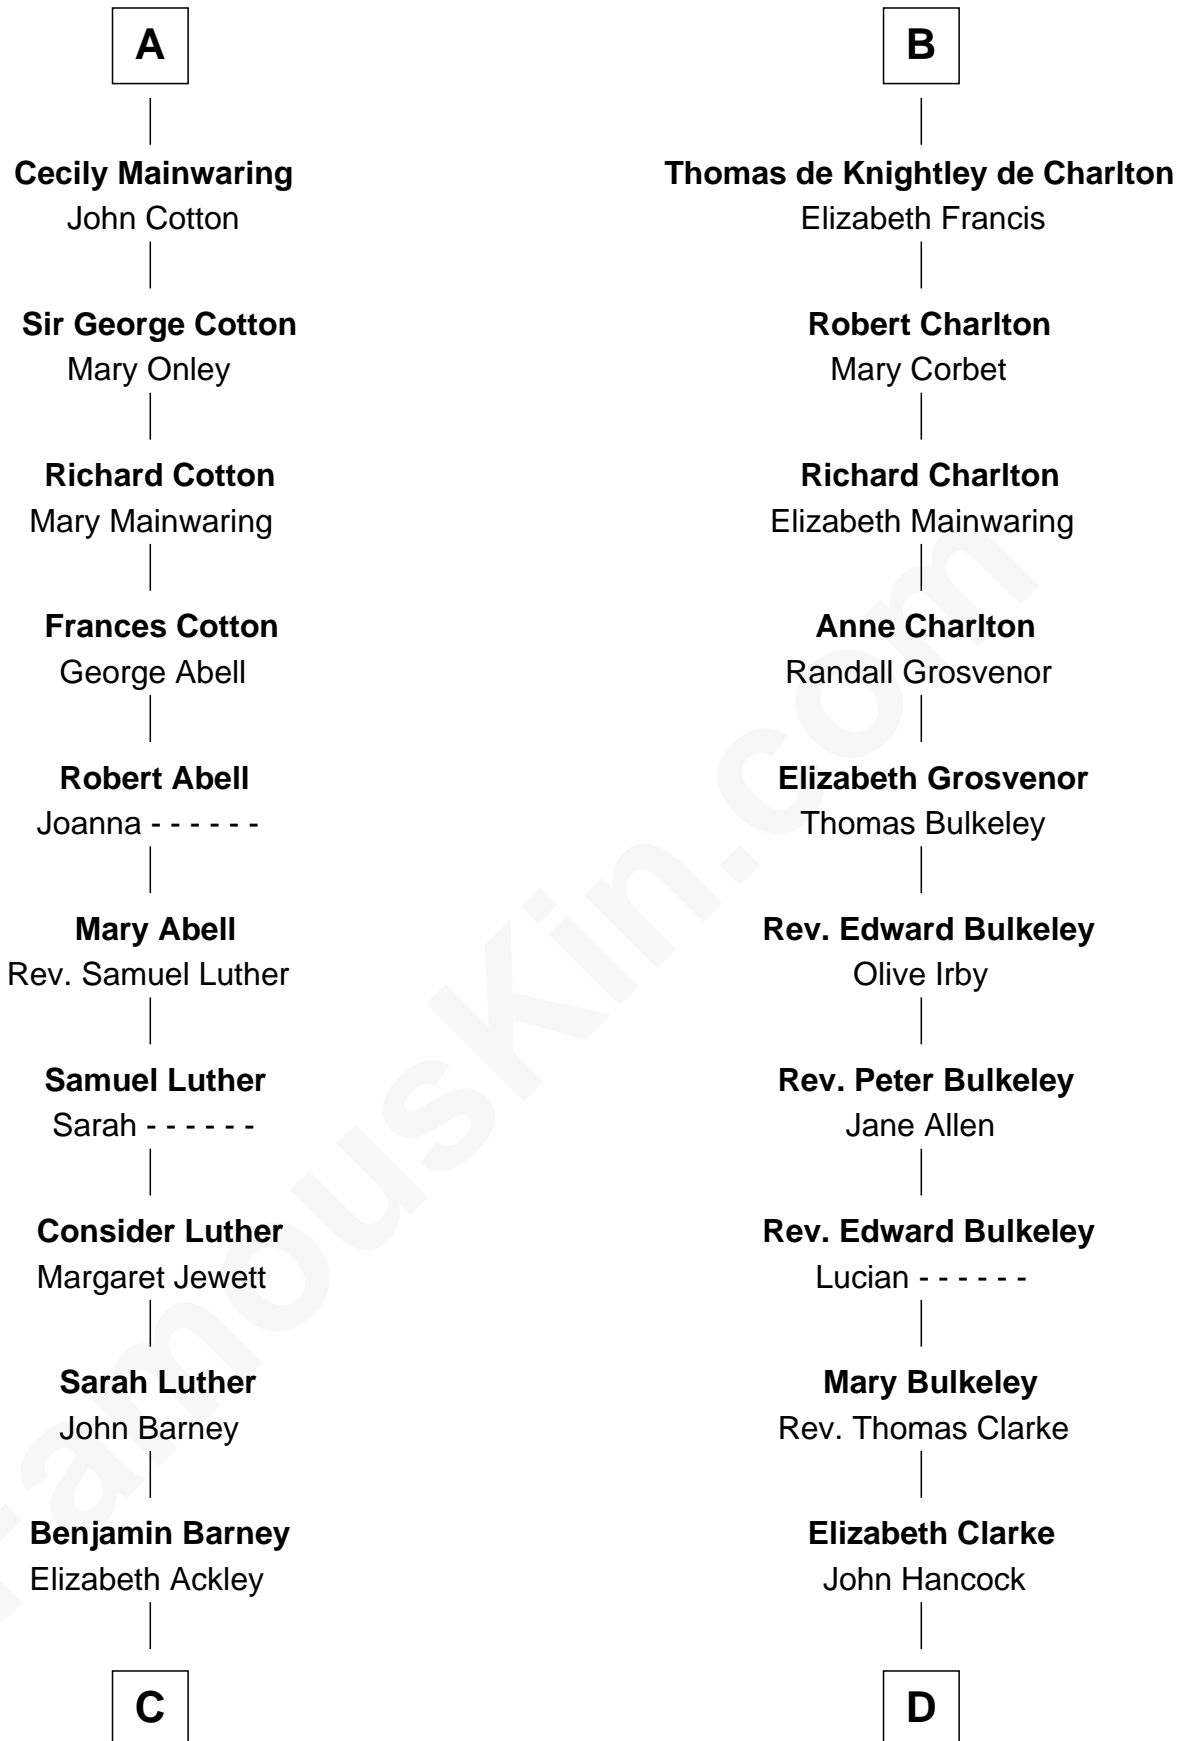 A
Cecily Mainwaring
John Cotton
Sir George Cotton
Mary Onley
Richard Cotton
Mary Mainwaring
Frances Cotton
George Abell
Robert Abell
Joanna - - - - - -
Mary Abell
Rev. Samuel Luther
Samuel Luther
Sarah - - - - - -
Consider Luther
Margaret Jewett
Sarah Luther
John Barney
Benjamin Barney
Elizabeth Ackley
C
B
Thomas de Knightley de Charlton
Elizabeth Francis
Robert Charlton
Mary Corbet
Richard Charlton
Elizabeth Mainwaring
Anne Charlton
Randall Grosvenor
Elizabeth Grosvenor
Thomas Bulkeley
Rev. Edward Bulkeley
Olive Irby
Rev. Peter Bulkeley
Jane Allen
Rev. Edward Bulkeley
Lucian - - - - - -
Mary Bulkeley
Rev. Thomas Clarke
Elizabeth Clarke
John Hancock
D
FamousKin.com